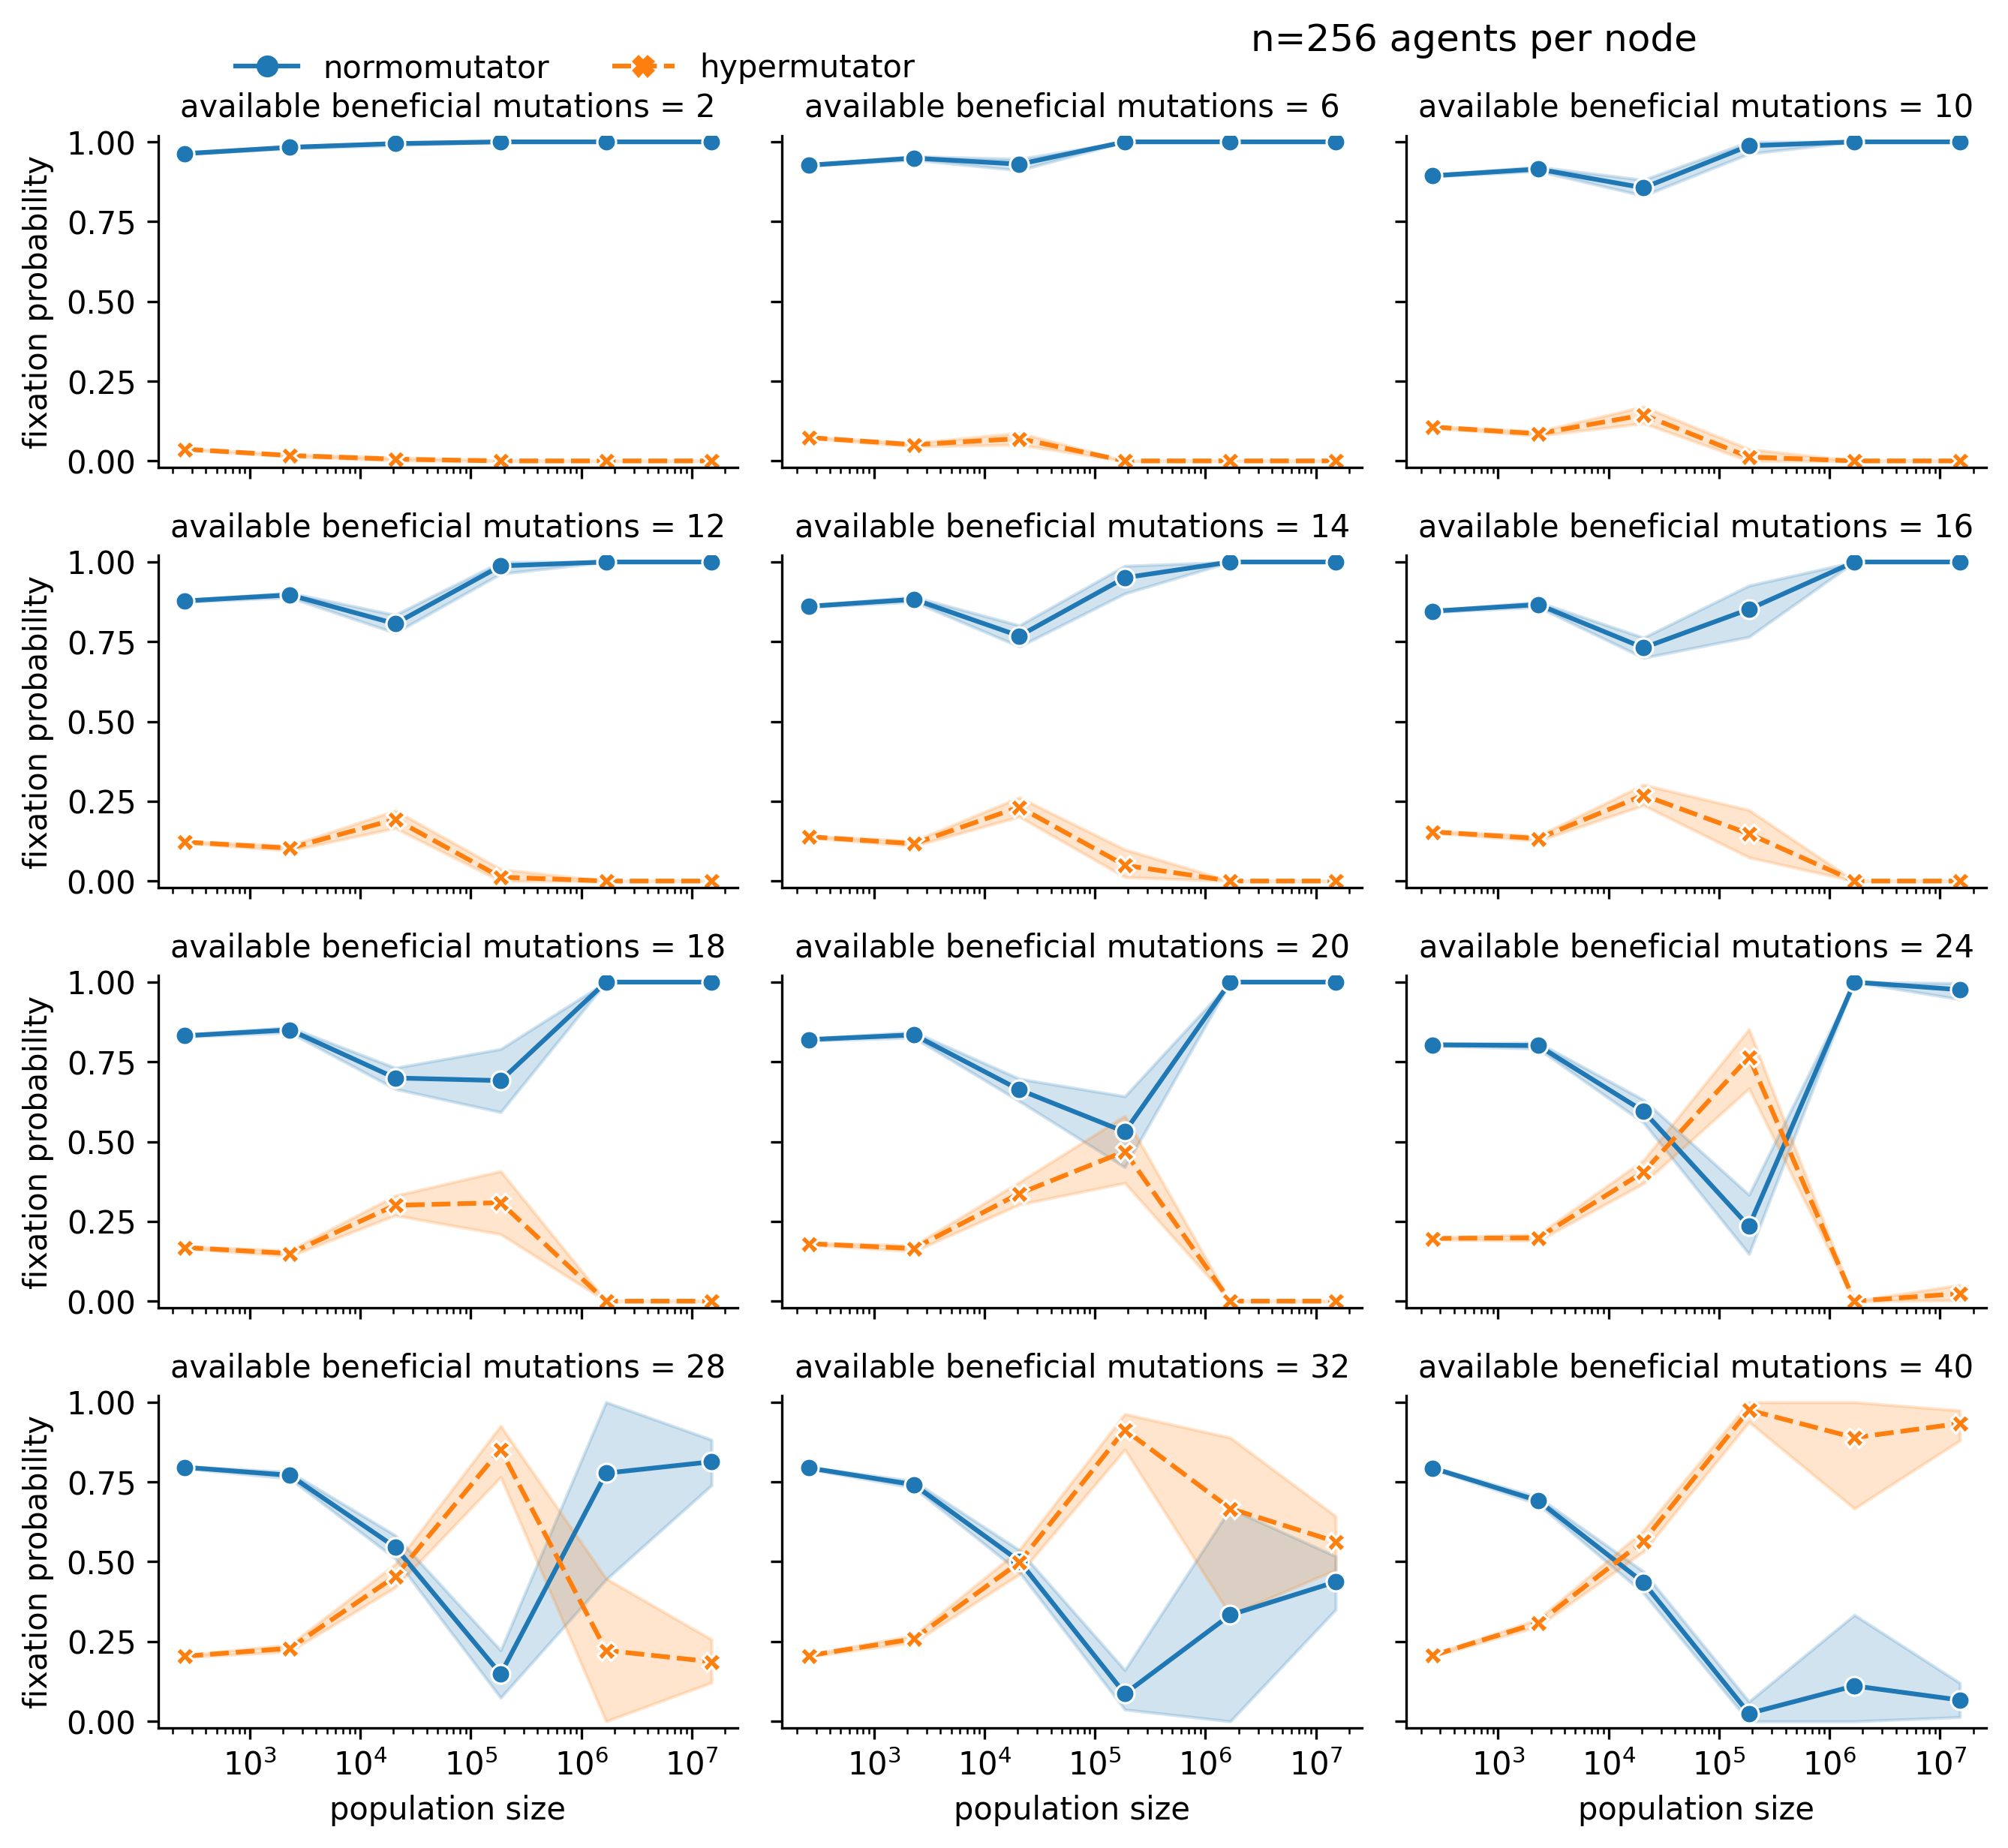 n=256 agents per node
normomutator hypermutator
available beneficial mutations = 2
available beneficial mutations = 6
available beneficial mutations = 10
1.00
0.75
0.50
0.25
0.00
fixation probability
available beneficial mutations = 12
available beneficial mutations = 14
available beneficial mutations = 16
1.00
0.75
0.50
0.25
0.00
fixation probability
available beneficial mutations = 18
available beneficial mutations = 20
available beneficial mutations = 24
1.00
0.75
0.50
0.25
0.00
fixation probability
available beneficial mutations = 28
available beneficial mutations = 32
available beneficial mutations = 40
1.00
0.75
0.50
0.25
0.00
fixation probability
10³ 10⁴ 10⁵ 10⁶ 10⁷
10³ 10⁴ 10⁵ 10⁶ 10⁷
10³ 10⁴ 10⁵ 10⁶ 10⁷
population size
population size
population size